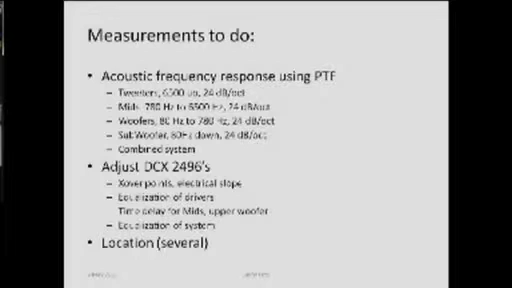 Measurements to do:
• Acoustic frequency response using PTF
– Tweeters, 6500 up, 24 dB/oct
– Mids, 780 Hz to 6500 Hz, 24 dB/oct
– Woofers, 80 Hz to 780 Hz, 24 dB/oct
– SubWoofer, 80Hz down, 24 dB/oct
– Combined system
• Adjust DCX 2496's
– Xover points, electrical slope
– Equalization of drivers
Time delay for Mids, upper woofer
– Equalization of system
• Location (several)